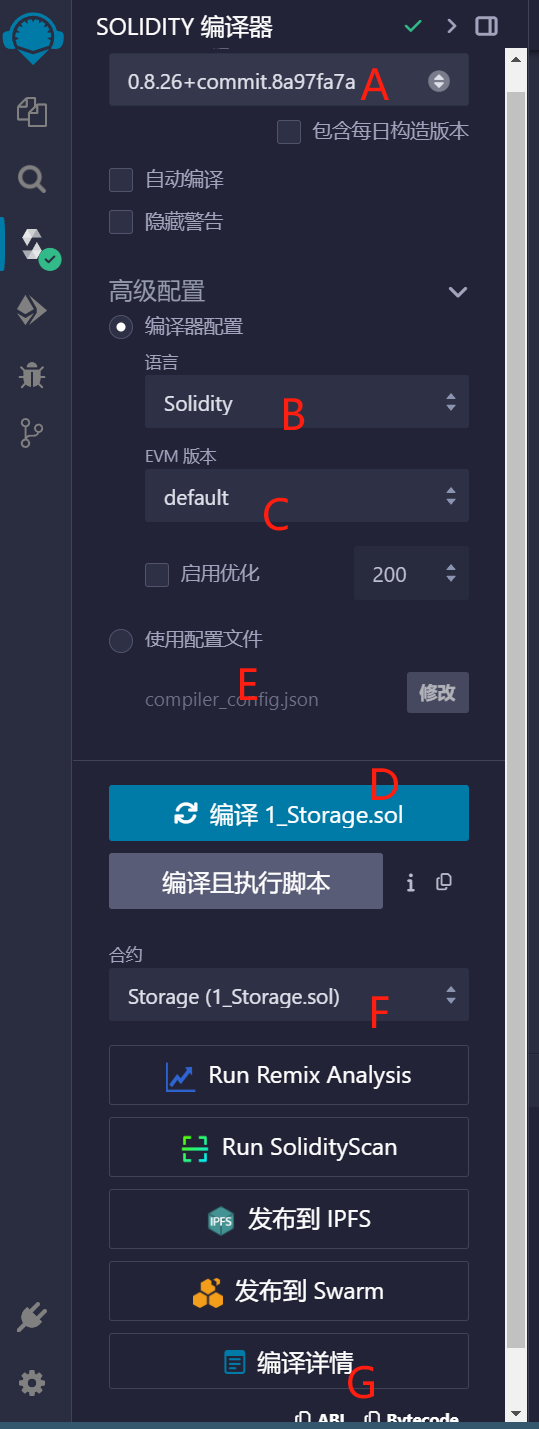 SOLIDITY 编译器
0.8.26+commit.8a97fa7a A
包含每日构造版本
自动编译
隐藏警告
高级配置
编译器配置
语言
Solidity B
EVM 版本
default C
启用优化 200
使用配置文件
E
compiler_config.json 修改
D
编译 1_Storage.sol
编译且执行脚本 i
合约
Storage (1_Storage.sol) F
Run Remix Analysis
Run SolidityScan
IPFS 发布到 IPFS
发布到 Swarm
编译详情 G
ABI Bytecode